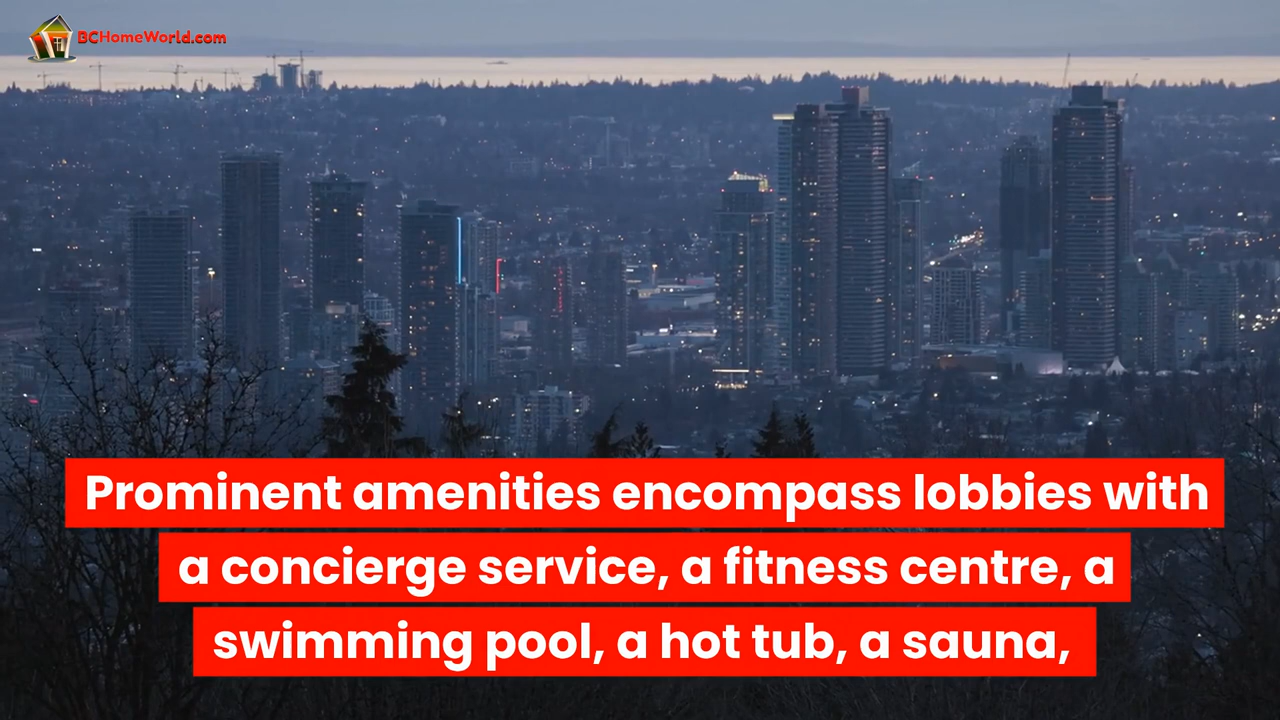 BCHomeWorld.com
Prominent amenities encompass lobbies with
a concierge service, a fitness centre, a
swimming pool, a hot tub, a sauna,